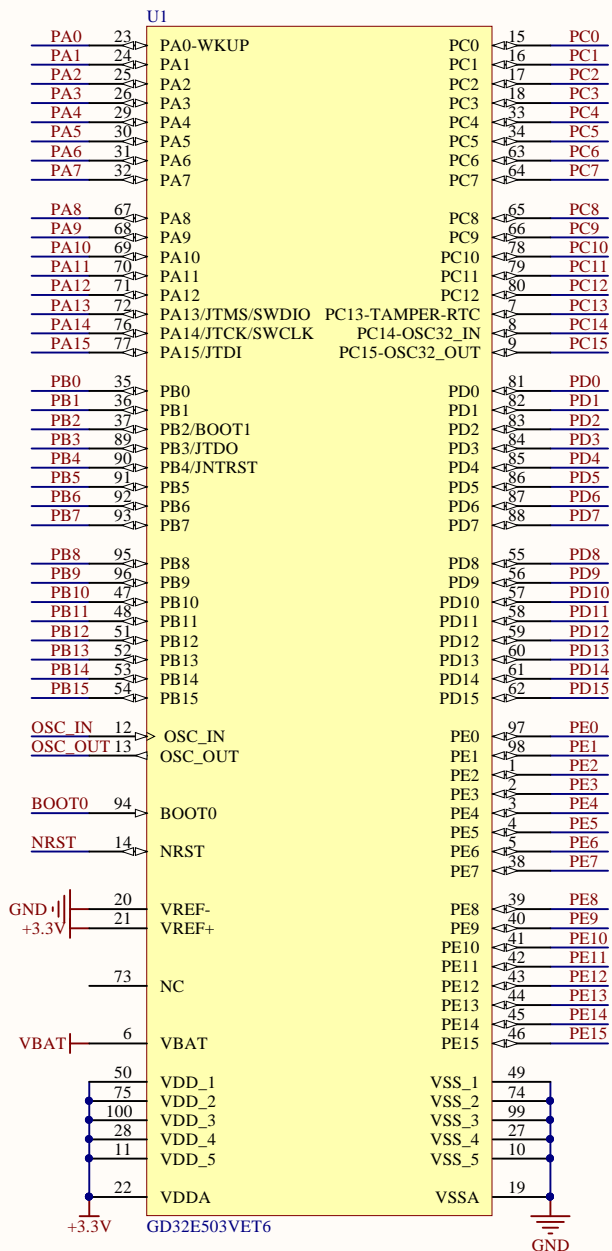 U1
PA0 23 PA0-WKUP PC0 15 PC0
PA1 24 PA1 PC1 16 PC1
PA2 25 PA2 PC2 17 PC2
PA3 26 PA3 PC3 18 PC3
PA4 29 PA4 PC4 33 PC4
PA5 30 PA5 PC5 34 PC5
PA6 31 PA6 PC6 63 PC6
PA7 32 PA7 PC7 64 PC7
PA8 67 PA8 PC8 65 PC8
PA9 68 PA9 PC9 66 PC9
PA10 69 PA10 PC10 78 PC10
PA11 70 PA11 PC11 79 PC11
PA12 71 PA12 PC12 80 PC12
PA13 72 PA13/JTMS/SWDIO PC13-TAMPER-RTC 7 PC13
PA14 76 PA14/JTCK/SWCLK PC14-OSC32_IN 8 PC14
PA15 77 PA15/JTDI PC15-OSC32_OUT 9 PC15
PB0 35 PB0 PD0 81 PD0
PB1 36 PB1 PD1 82 PD1
PB2 37 PB2/BOOT1 PD2 83 PD2
PB3 89 PB3/JTDO PD3 84 PD3
PB4 90 PB4/JNTRST PD4 85 PD4
PB5 91 PB5 PD5 86 PD5
PB6 92 PB6 PD6 87 PD6
PB7 93 PB7 PD7 88 PD7
PB8 95 PB8 PD8 55 PD8
PB9 96 PB9 PD9 56 PD9
PB10 47 PB10 PD10 57 PD10
PB11 48 PB11 PD11 58 PD11
PB12 51 PB12 PD12 59 PD12
PB13 52 PB13 PD13 60 PD13
PB14 53 PB14 PD14 61 PD14
PB15 54 PB15 PD15 62 PD15
OSC_IN 12 OSC_IN PE0 97 PE0
OSC_OUT 13 OSC_OUT PE1 98 PE1
PE2 1 PE2
PE3 2 PE3
BOOT0 94 BOOT0 PE4 3 PE4
PE5 4 PE5
NRST 14 NRST PE6 5 PE6
PE7 38 PE7
GND 20 VREF- PE8 39 PE8
+3.3V 21 VREF+ PE9 40 PE9
PE10 41 PE10
PE11 42 PE11
73 NC PE12 43 PE12
PE13 44 PE13
PE14 45 PE14
VBAT 6 VBAT PE15 46 PE15
50 VDD_1 VSS_1 49
75 VDD_2 VSS_2 74
100 VDD_3 VSS_3 99
28 VDD_4 VSS_4 27
11 VDD_5 VSS_5 10
22 VDDA VSSA 19
+3.3V GD32E503VET6
GND